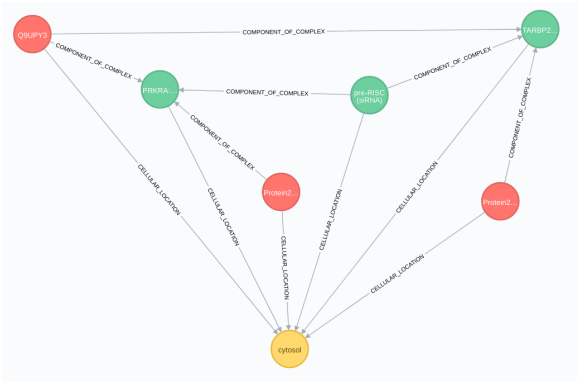 Q9UPY3
COMPONENT_OF_COMPLEX
TARBP2...
COMPONENT_OF_COMPLEX
COMPONENT_OF_COMPLEX
PRKRA:...
COMPONENT_OF_COMPLEX
pre-RISC
(siRNA)
COMPONENT_OF_COMPLEX
COMPONENT_OF_COMPLEX
CELLULAR_LOCATION
CELLULAR_LOCATION
Protein2...
CELLULAR_LOCATION
CELLULAR_LOCATION
Protein2...
CELLULAR_LOCATION
CELLULAR_LOCATION
cytosol